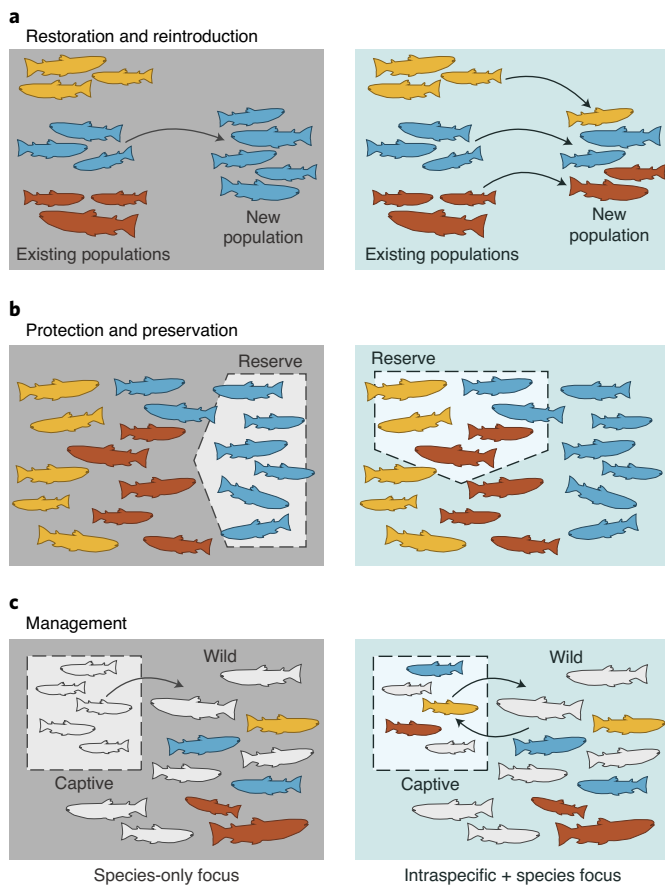 a
Restoration and reintroduction
Existing populations
New
population
Existing populations
New
population
b
Protection and preservation
Reserve
Reserve
c
Management
Wild
Captive
Wild
Captive
Species-only focus
Intraspecific + species focus